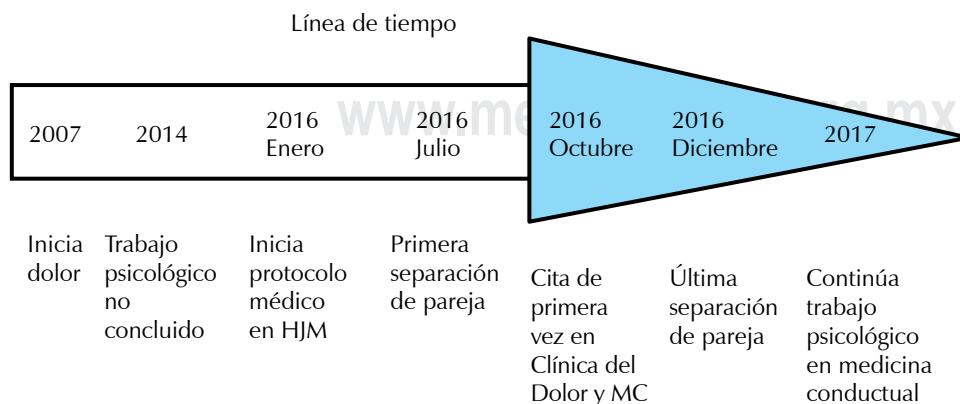 Línea de tiempo
2007
2014
2016
Enero
2016
Julio
2016
Octubre
2016
Diciembre
2017
Inicia
dolor
Trabajo
psicológico
no
concluido
Inicia
protocolo
médico
en HJM
Primera
separación
de pareja
Cita de
primera
vez en
Clínica del
Dolor y MC
Última
separación
de pareja
Continúa
trabajo
psicológico
en medicina
conductual